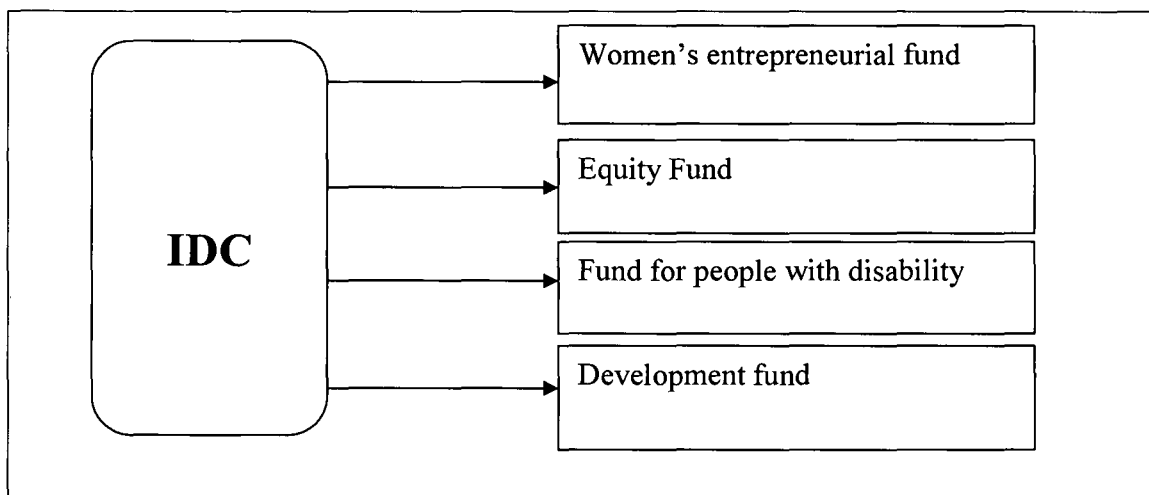 Women’s entrepreneurial fund
Equity Fund
IDC
Fund for people with disability
Development fund